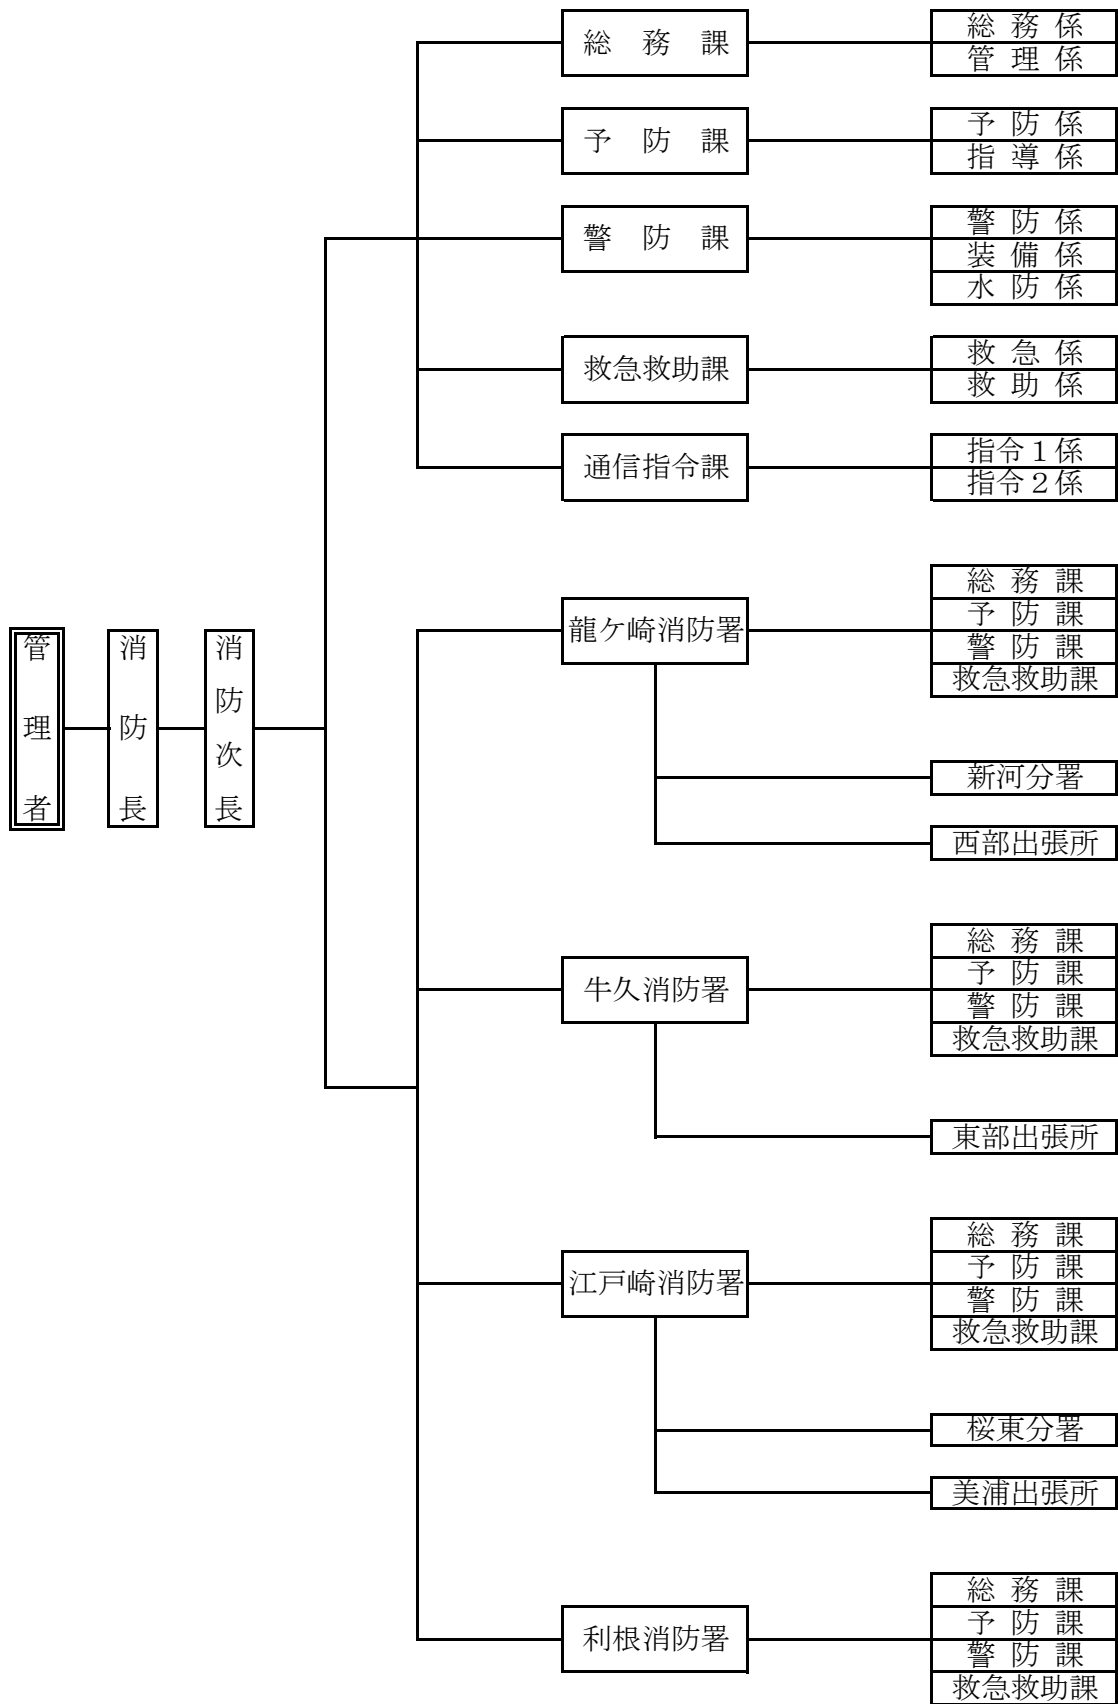 管理者
消防長
消防次長
総務課
総務係
管理係
予防課
予防係
指導係
警防課
警防係
装備係
水防係
救急救助課
救急係
救助係
通信指令課
指令１係
指令２係
龍ケ崎消防署
総務課
予防課
警防課
救急救助課
新河分署
西部出張所
牛久消防署
総務課
予防課
警防課
救急救助課
東部出張所
江戸崎消防署
総務課
予防課
警防課
救急救助課
桜東分署
美浦出張所
利根消防署
総務課
予防課
警防課
救急救助課